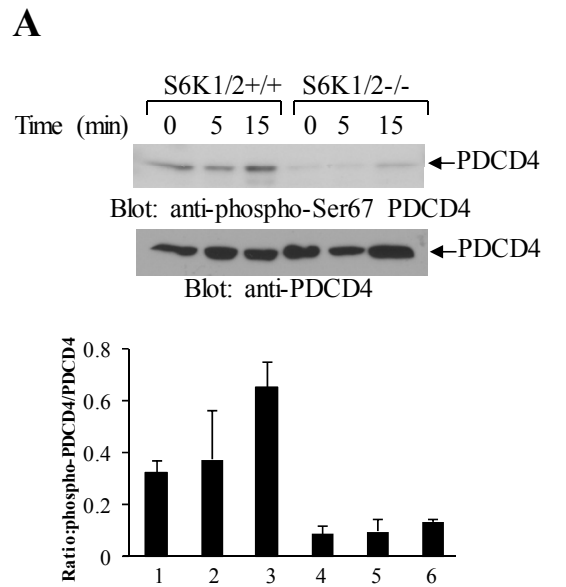 A
S6K1/2+/+ S6K1/2-/-
Time (min) 0 5 15 0 5 15
PDCD4
Blot: anti-phospho-Ser67 PDCD4
PDCD4
Blot: anti-PDCD4
Ratio:phospho-PDCD4/PDCD4
0.8
0.6
0.4
0.2
0
1 2 3 4 5 6